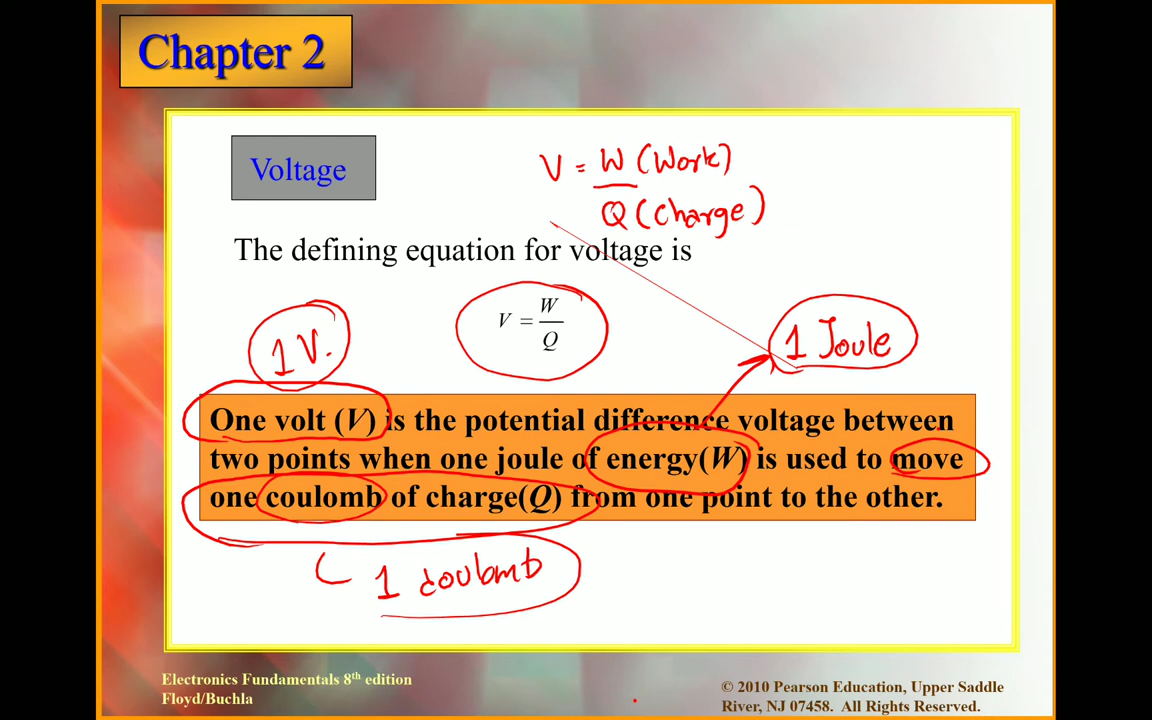 Chapter 2
Voltage
V = W (Work)
Q (Charge)
The defining equation for voltage is
V = W
Q
1 V.
1 Joule
One volt (V) is the potential difference voltage between
two points when one joule of energy(W) is used to move
one coulomb of charge(Q) from one point to the other.
1 coulomb
Electronics Fundamentals 8th edition
Floyd/Buchla
© 2010 Pearson Education, Upper Saddle
River, NJ 07458. All Rights Reserved.